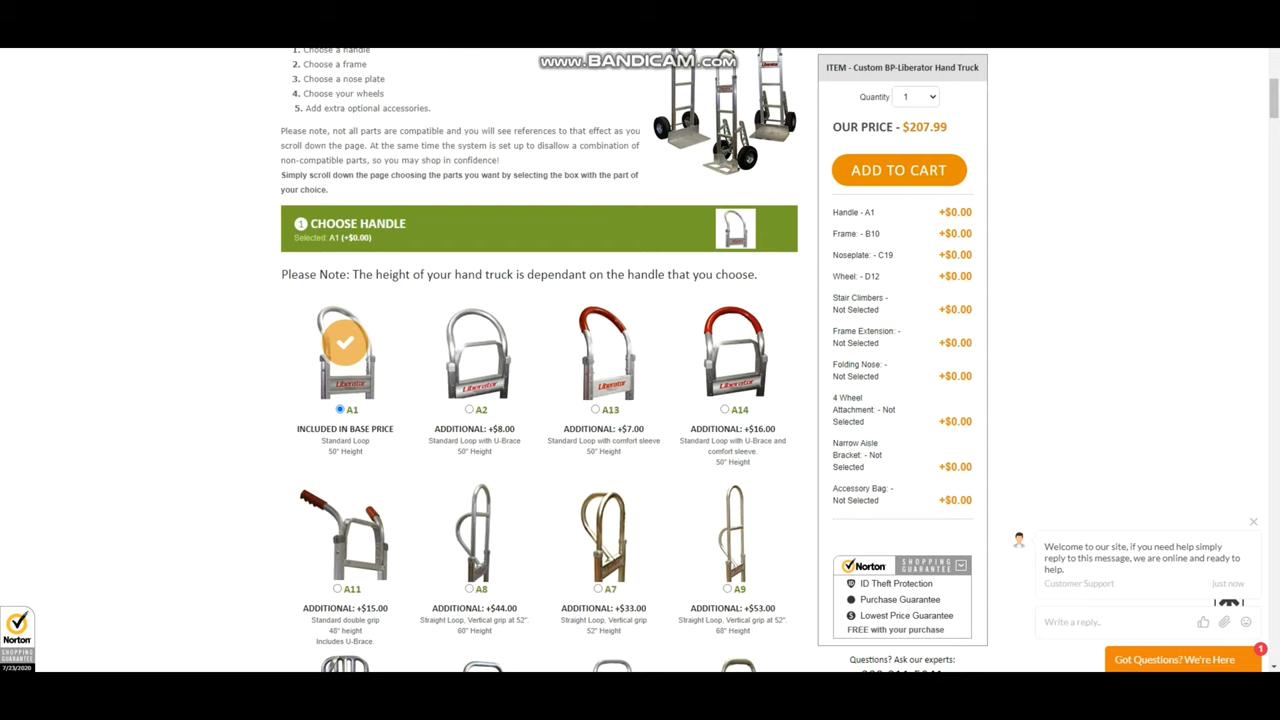 1. Choose a handle
2. Choose a frame
3. Choose a nose plate
4. Choose your wheels
5. Add extra optional accessories.
www.BANDICAM.com
Please note, not all parts are compatible and you will see references to that effect as you
scroll down the page. At the same time the system is set up to disallow a combination of
non-compatible parts, so you may shop in confidence!
Simply scroll down the page choosing the parts you want by selecting the box with the part of
your choice.
1 CHOOSE HANDLE
Selected: A1 (+$0.00)
Please Note: The height of your hand truck is dependant on the handle that you choose.
Liberator
Liberator
Liberator
Liberator
A1
A2
A13
A14
INCLUDED IN BASE PRICE
ADDITIONAL: +$8.00
ADDITIONAL: +$7.00
ADDITIONAL: +$16.00
Standard Loop
50" Height
Standard Loop with U-Brace
50" Height
Standard Loop with comfort sleeve
50" Height
Standard Loop with U-Brace and
comfort sleeve.
50" Height
A11
A8
A7
A9
ADDITIONAL: +$15.00
ADDITIONAL: +$44.00
ADDITIONAL: +$33.00
ADDITIONAL: +$53.00
Standard double grip
48" height
Includes U-Brace.
Straight Loop, Vertical grip at 52".
60" Height
Straight Loop, Vertical grip
52" Height
Straight Loop, Vertical grip at 52".
68" Height
ITEM - Custom BP-Liberator Hand Truck
Quantity 1
OUR PRICE - $207.99
ADD TO CART
Handle - A1 +$0.00
Frame: - B10 +$0.00
Noseplate: - C19 +$0.00
Wheel: - D12 +$0.00
Stair Climbers -
Not Selected +$0.00
Frame Extension: -
Not Selected +$0.00
Folding Nose: -
Not Selected +$0.00
4 Wheel
Attachment: - Not
Selected +$0.00
Narrow Aisle
Bracket: - Not
Selected +$0.00
Accessory Bag: -
Not Selected +$0.00
Norton SHOPPING GUARANTEE
ID Theft Protection
Purchase Guarantee
Lowest Price Guarantee
FREE with your purchase
Questions? Ask our experts:
Welcome to our site, if you need help simply
reply to this message, we are online and ready to
help.
Customer Support just now
Write a reply..
Got Questions? We're Here
1
Norton
SHOPPING
GUARANTEE
7/23/2020